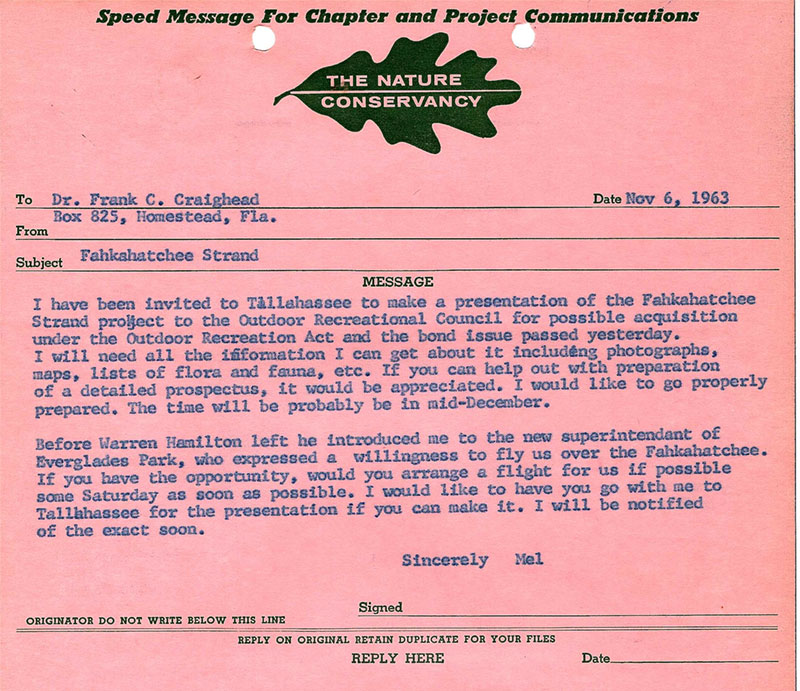 Speed Message For Chapter and Project Communications
THE NATURE
CONSERVANCY
To Dr. Frank C. Craighead Date Nov 6, 1963
Box 825, Homestead, Fla.
From
Subject Fahkahatchee Strand
MESSAGE
I have been invited to Tallahassee to make a presentation of the Fahkahatchee
Strand project to the Outdoor Recreational Council for possible acquisition
under the Outdoor Recreation Act and the bond issue passed yesterday.
I will need all the information I can get about it including photographs,
maps, lists of flora and fauna, etc. If you can help out with preparation
of a detailed prospectus, it would be appreciated. I would like to go properly
prepared. The time will be probably be in mid-December.
Before Warren Hamilton left he introduced me to the new superintendant of
Everglades Park, who expressed a willingness to fly us over the Fahkahatchee.
If you have the opportunity, would you arrange a flight for us if possible
some Saturday as soon as possible. I would like to have you go with me to
Tallahassee for the presentation if you can make it. I will be notified
of the exact soon.
Sincerely Mel
Signed
ORIGINATOR DO NOT WRITE BELOW THIS LINE
REPLY ON ORIGINAL RETAIN DUPLICATE FOR YOUR FILES
REPLY HERE Date